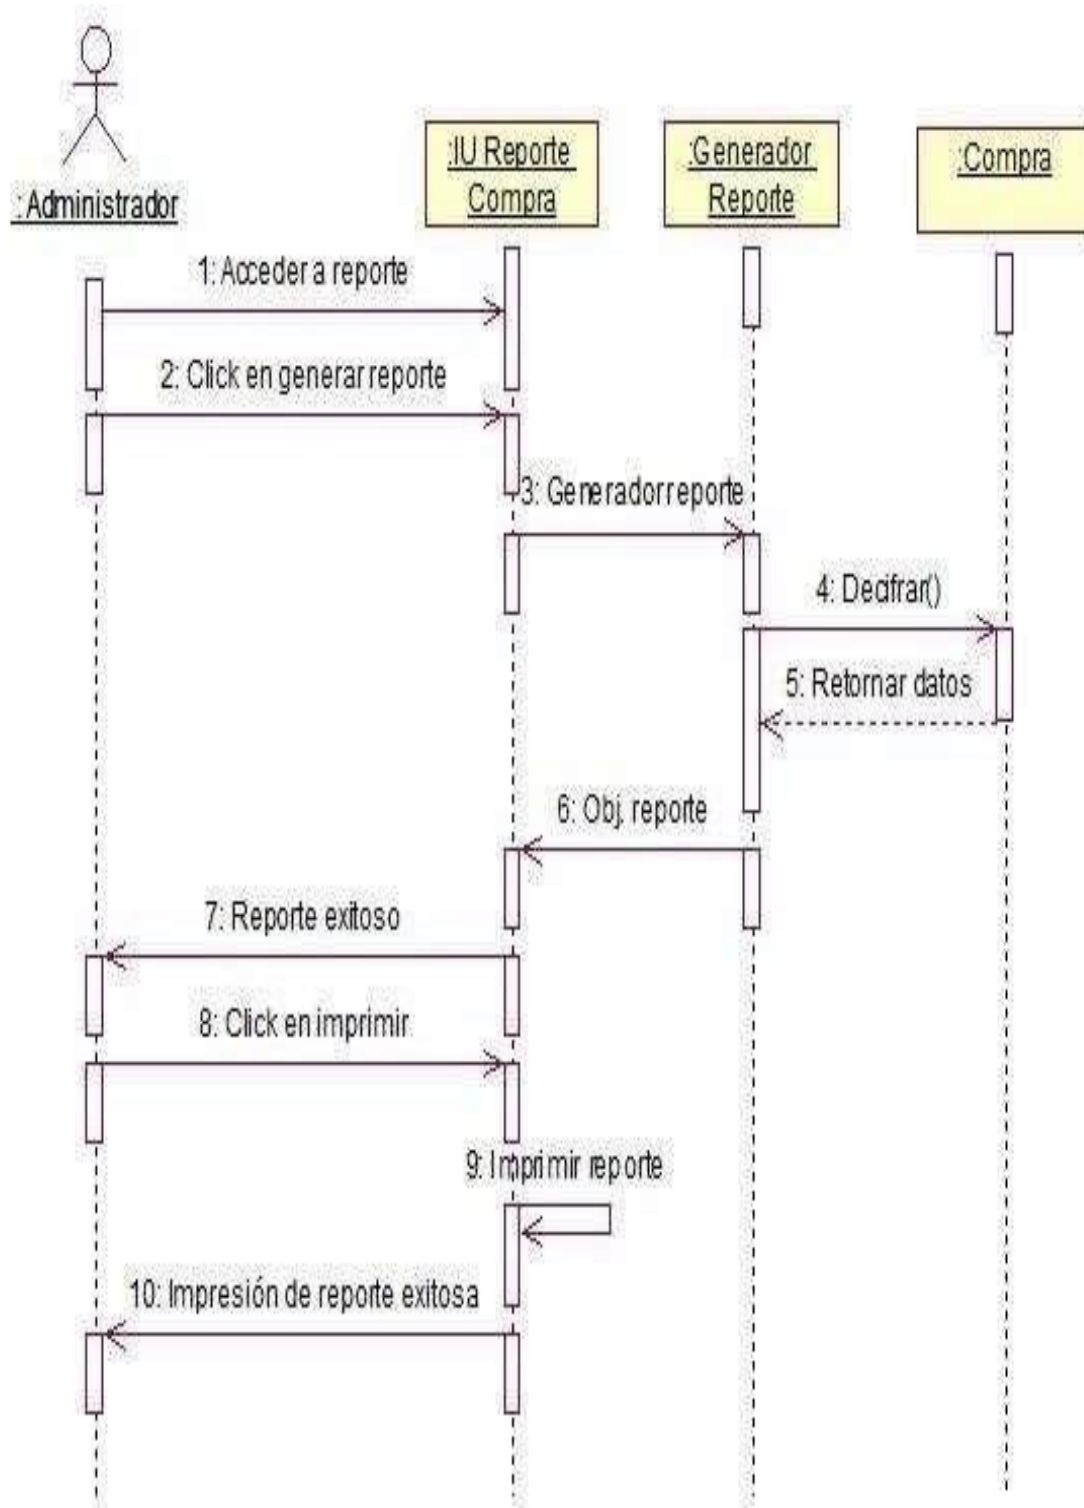 : Administrador
:IU Reporte
Compra
:Generador
Reporte
:Compra
1: Acceder a reporte
2: Click en generar reporte
3: Generador reporte
4: Decifrar()
5: Retornar datos
6: Obj. reporte
7: Reporte exitoso
8: Click en imprimir
9: Imprimir reporte
10: Impresión de reporte exitosa